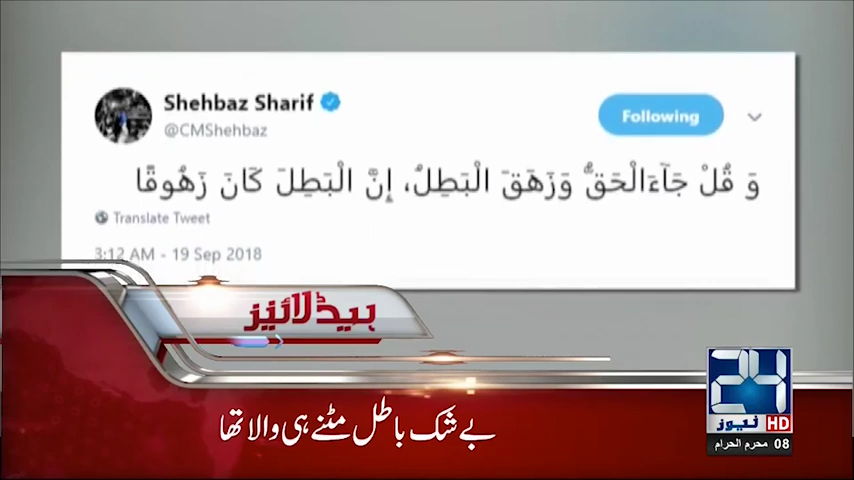 Shehbaz Sharif
@CMShehbaz
Following
وَ قُلْ جَآءَالْحَقُّ وَزَهَقَ الْبَطِلُ، إِنَّ الْبَطِلَ كَانَ زَهُوقًا
Translate Tweet
3:12 AM - 19 Sep 2018
ہیڈلائنز
بے شک باطل مٹنے ہی والا تھا
24
نیوز HD
08 محرم الحرام